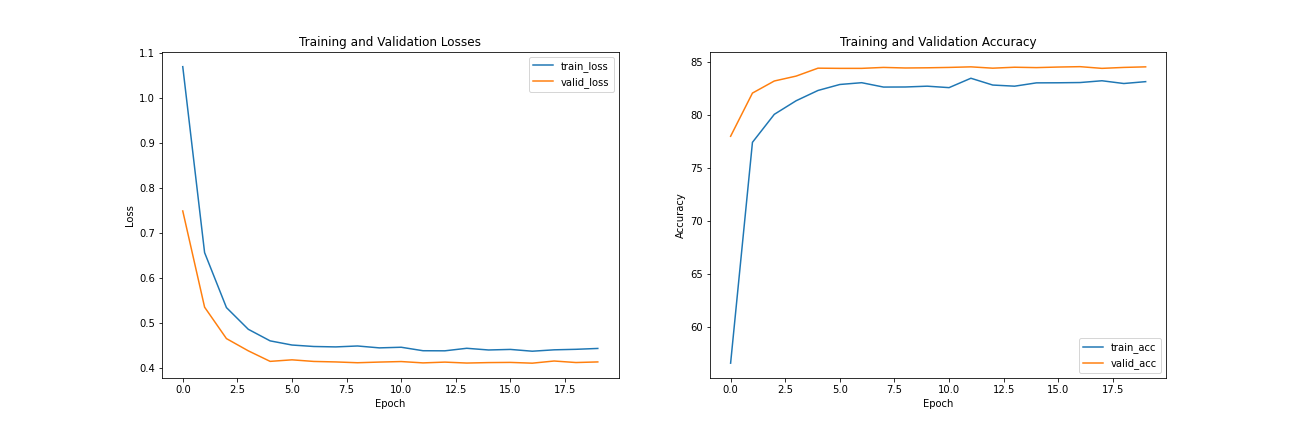 Training and Validation Losses
1.1
1.0
0.9
0.8
0.7
0.6
0.5
0.4
Loss
train_loss
valid_loss
0.0 2.5 5.0 7.5 10.0 12.5 15.0 17.5
Epoch
Training and Validation Accuracy
85
80
75
70
65
60
Accuracy
train_acc
valid_acc
0.0 2.5 5.0 7.5 10.0 12.5 15.0 17.5
Epoch